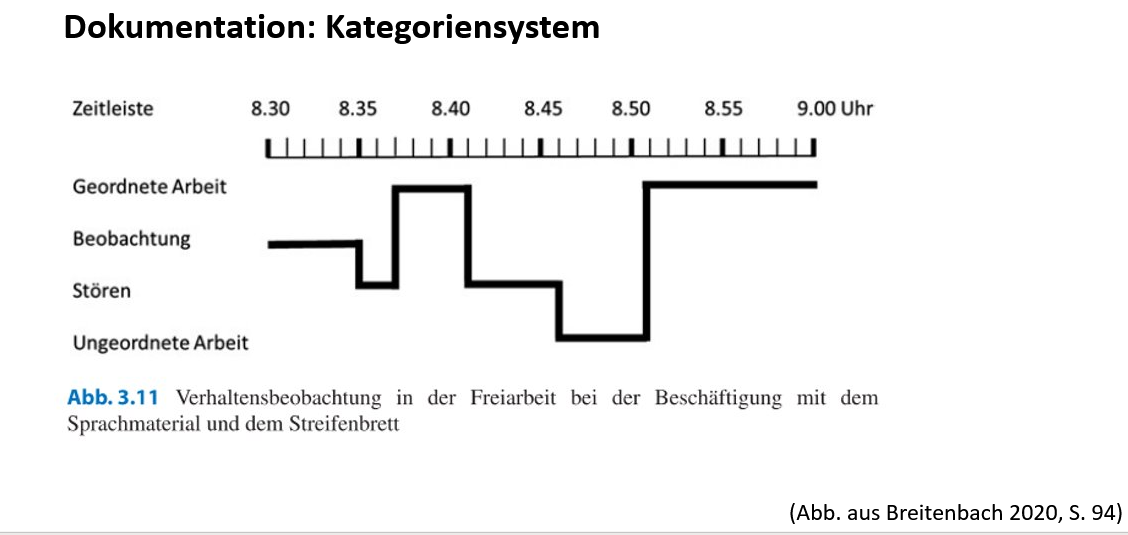 Dokumentation: Kategoriensystem
Zeitleiste 8.30 8.35 8.40 8.45 8.50 8.55 9.00 Uhr
Geordnete Arbeit
Beobachtung
Stören
Ungeordnete Arbeit
Abb. 3.11 Verhaltensbeobachtung in der Freiarbeit bei der Beschäftigung mit dem
Sprachmaterial und dem Streifenbrett
(Abb. aus Breitenbach 2020, S. 94)